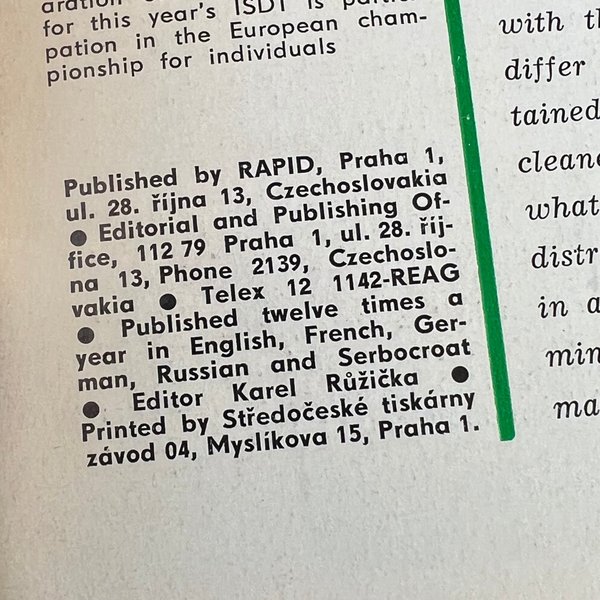 for this year's ISDT is
pation in the European cham-
pionship for individuals
Published by RAPID, Praha 1,
ul. 28. října 13, Czechoslovakia
● Editorial and Publishing Of-
fice, 112 79 Praha 1, ul. 28. říj-
na 13, Phone 2139, Czechoslo-
vakia ● Telex 12 1142-REAG
● Published twelve times a
year in English, French, Ger-
man, Russian and Serbocroat
● Editor Karel Růžička ●
Printed by Středočeské tiskárny
závod 04, Myslíkova 15, Praha 1.
with
differ
tained
what
in